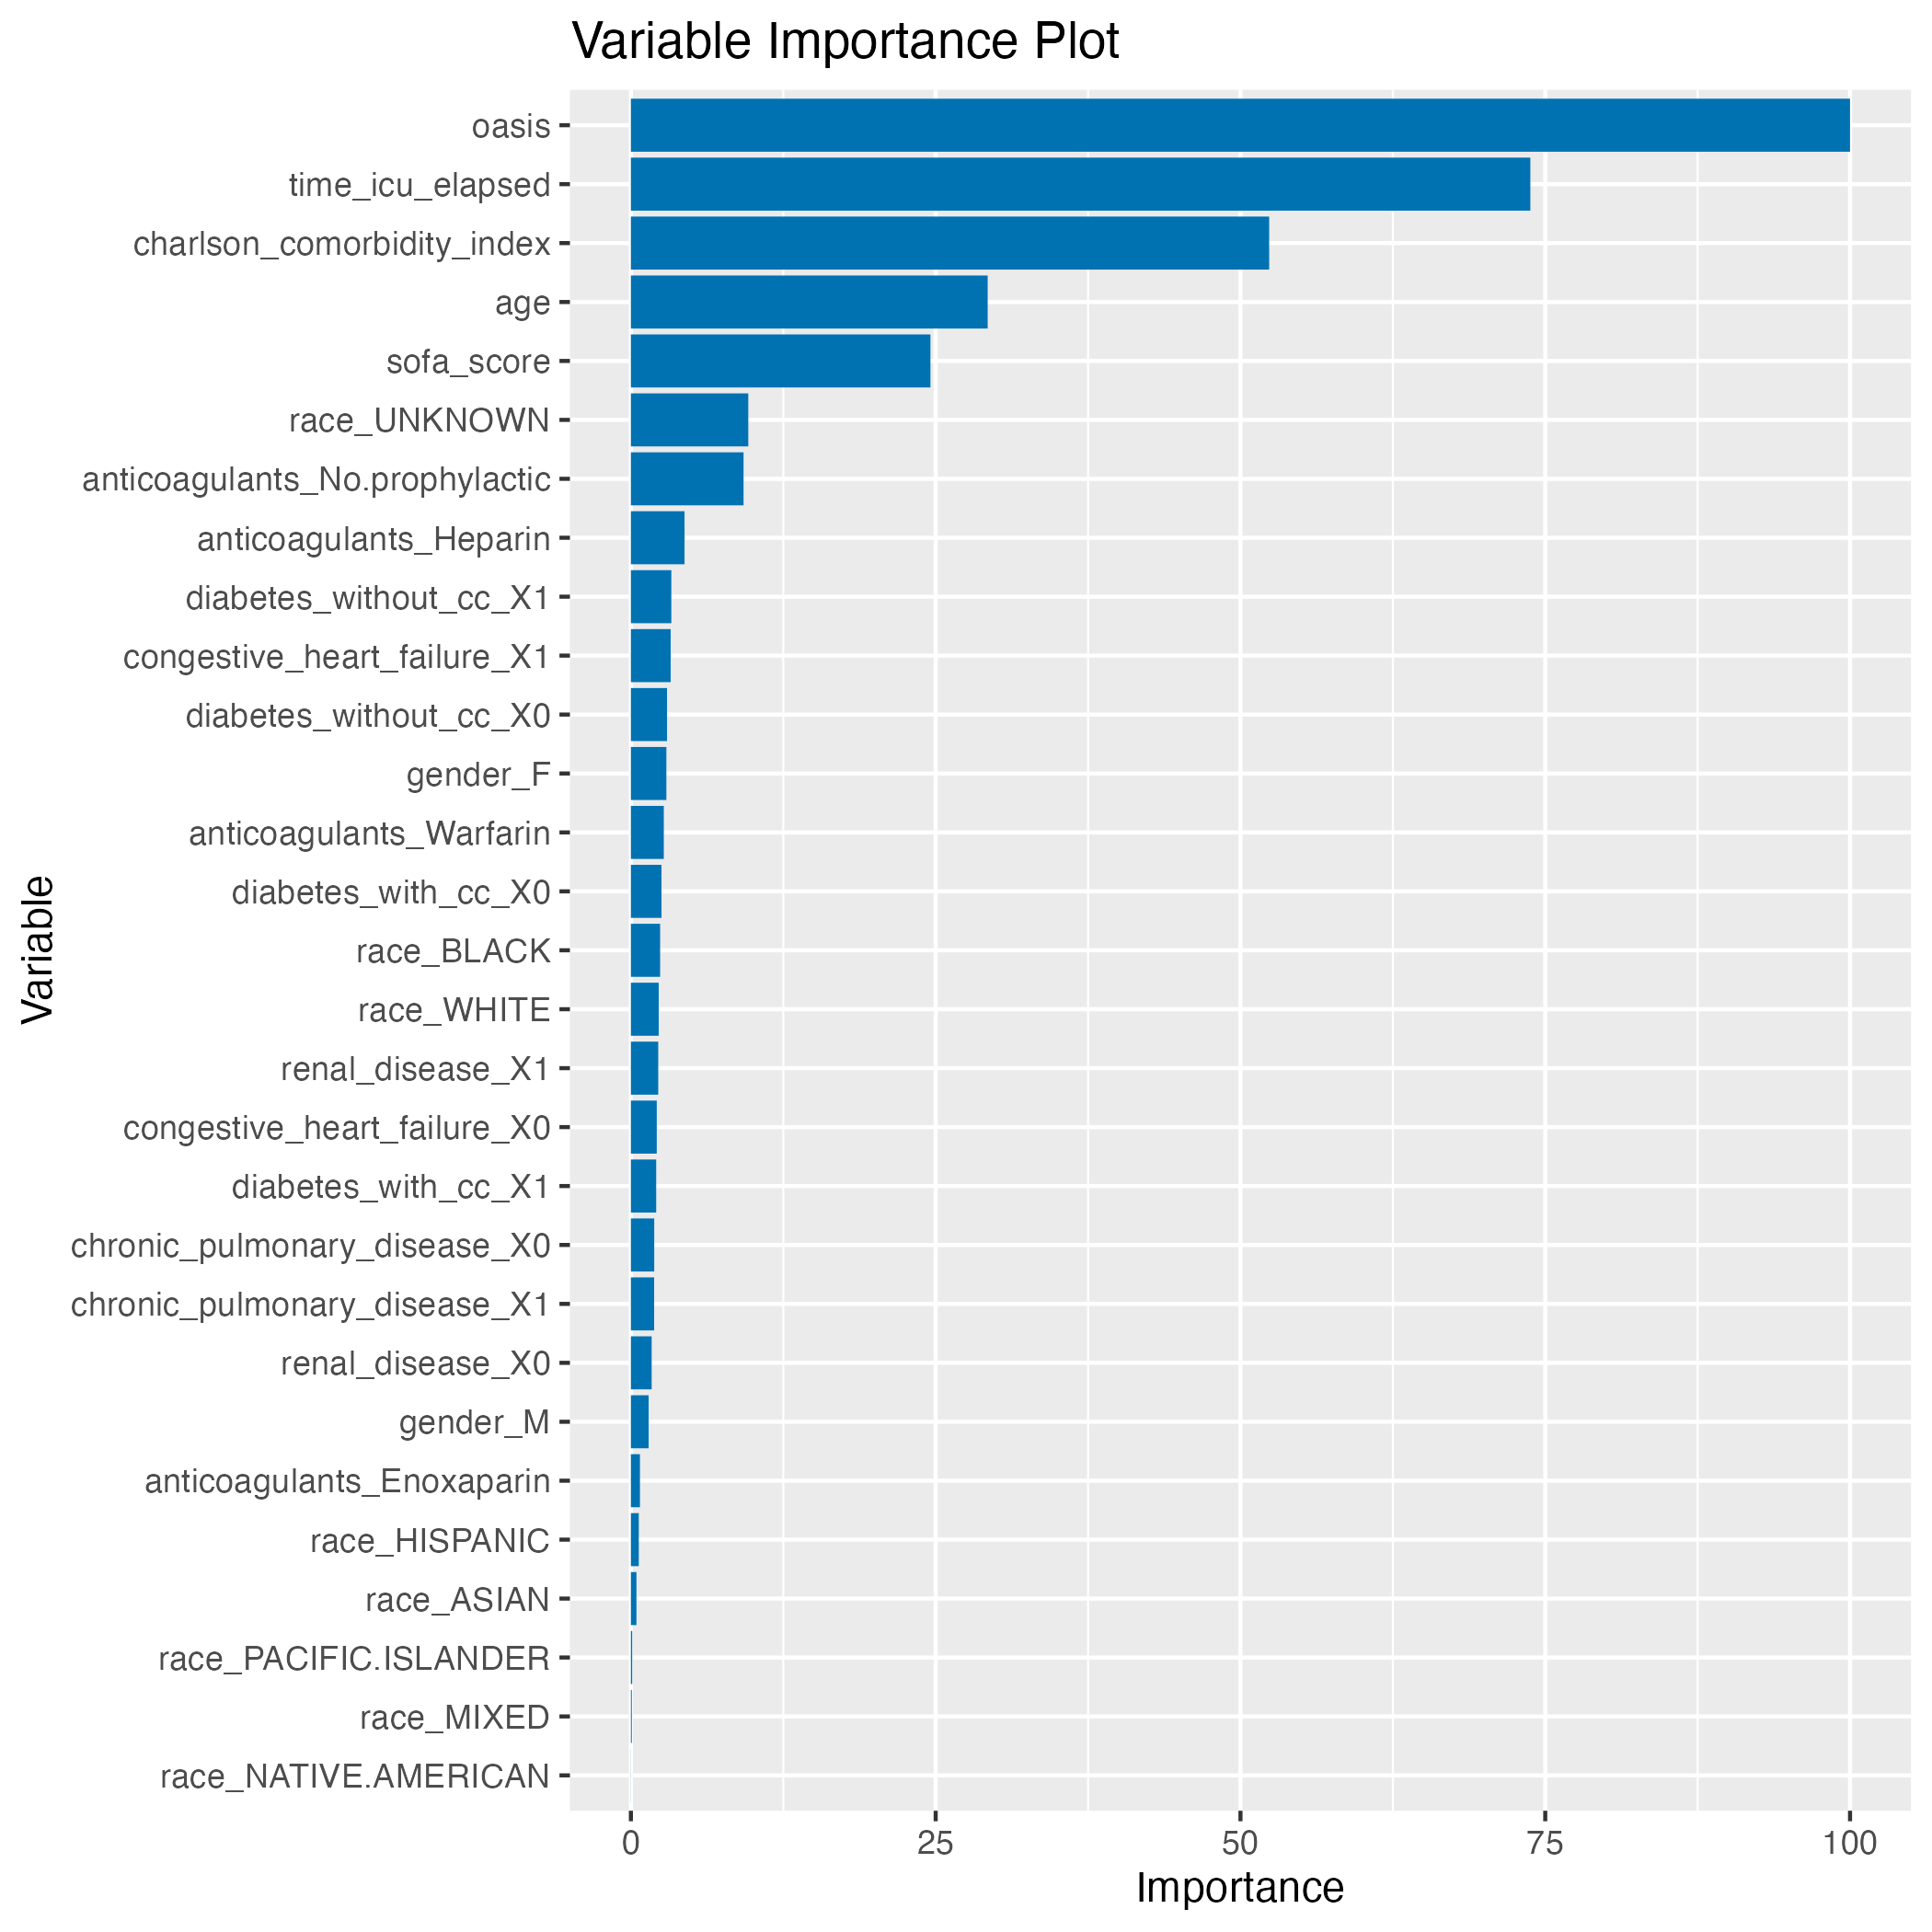 Variable Importance Plot
oasis
time_icu_elapsed
charlson_comorbidity_index
age
sofa_score
race_UNKNOWN
anticoagulants_No.prophylactic
anticoagulants_Heparin
diabetes_without_cc_X1
congestive_heart_failure_X1
diabetes_without_cc_X0
gender_F
anticoagulants_Warfarin
diabetes_with_cc_X0
race_BLACK
race_WHITE
renal_disease_X1
congestive_heart_failure_X0
diabetes_with_cc_X1
chronic_pulmonary_disease_X0
chronic_pulmonary_disease_X1
renal_disease_X0
gender_M
anticoagulants_Enoxaparin
race_HISPANIC
race_ASIAN
race_PACIFIC.ISLANDER
race_MIXED
race_NATIVE.AMERICAN
Variable
0 25 50 75 100
Importance